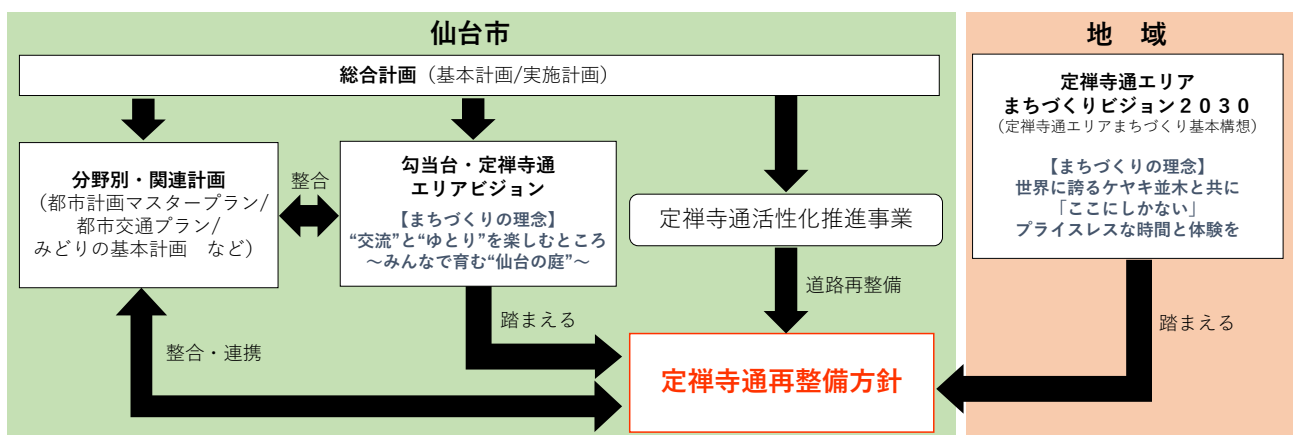 仙台市
総合計画（基本計画/実施計画）
分野別・関連計画
（都市計画マスタープラン/
都市交通プラン/
みどりの基本計画　など）
整合
勾当台・定禅寺通
エリアビジョン
【まちづくりの理念】
“交流”と“ゆとり”を楽しむところ
～みんなで育む“仙台の庭”～
定禅寺通活性化推進事業
道路再整備
踏まえる
整合・連携
定禅寺通再整備方針
地　域
定禅寺通エリア
まちづくりビジョン２０３０
（定禅寺通エリアまちづくり基本構想）
【まちづくりの理念】
世界に誇るケヤキ並木と共に
「ここにしかない」
プライスレスな時間と体験を
踏まえる